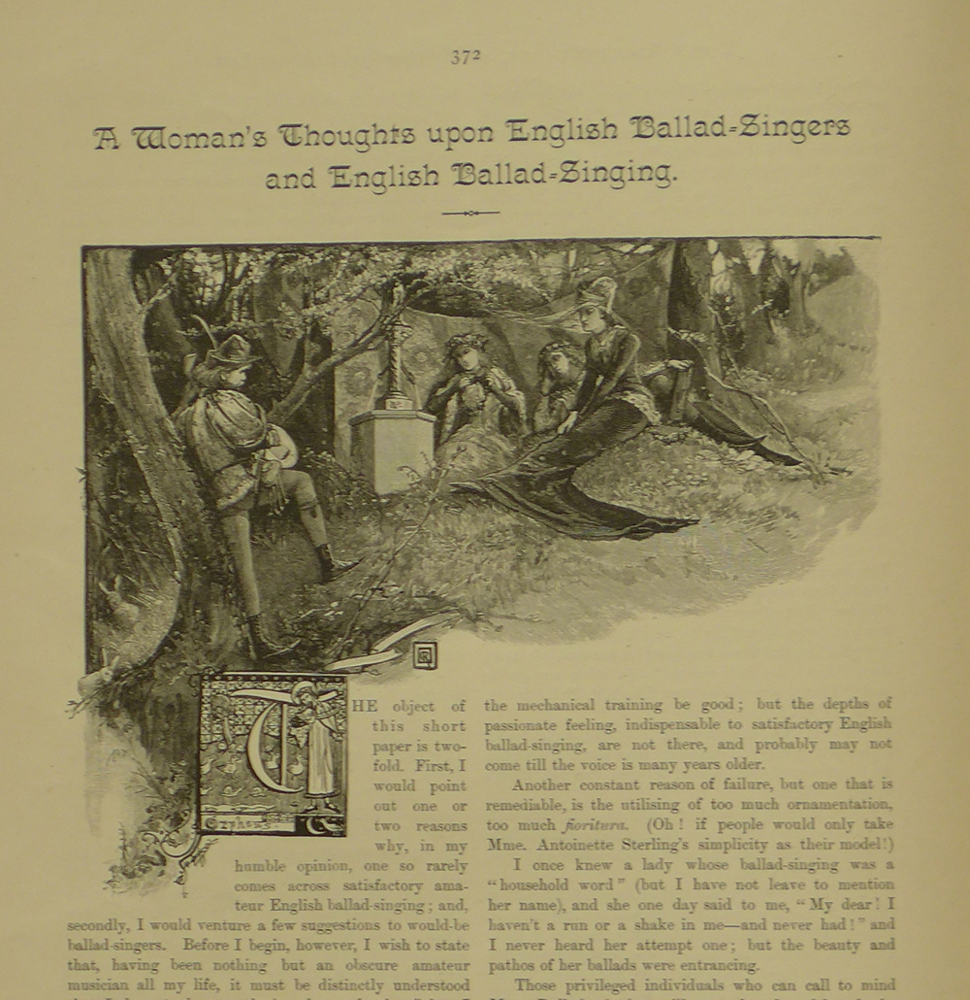 372
A Woman's Thoughts upon English Ballad-Singers
and English Ballad-Singing.
THE object of
this short
paper is two-
fold. First, I
would point
out one or
two reasons
why, in my
humble opinion, one so rarely
comes across satisfactory ama-
teur English ballad-singing; and,
secondly, I would venture a few suggestions to would-be
ballad-singers. Before I begin, however, I wish to state
that, having been nothing but an obscure amateur
musician all my life, it must be distinctly understood
Orpheus.
the mechanical training be good; but the depths of
passionate feeling, indispensable to satisfactory English
ballad-singing, are not there, and probably may not
come till the voice is many years older.
Another constant reason of failure, but one that is
remediable, is the utilising of too much ornamentation,
too much fioritura. (Oh! if people would only take
Mme. Antoinette Sterling's simplicity as their model!)
I once knew a lady whose ballad-singing was a
"household word" (but I have not leave to mention
her name), and she one day said to me, "My dear! I
haven't a run or a shake in me—and never had!" and
I never heard her attempt one; but the beauty and
pathos of her ballads were entrancing.
Those privileged individuals who can call to mind